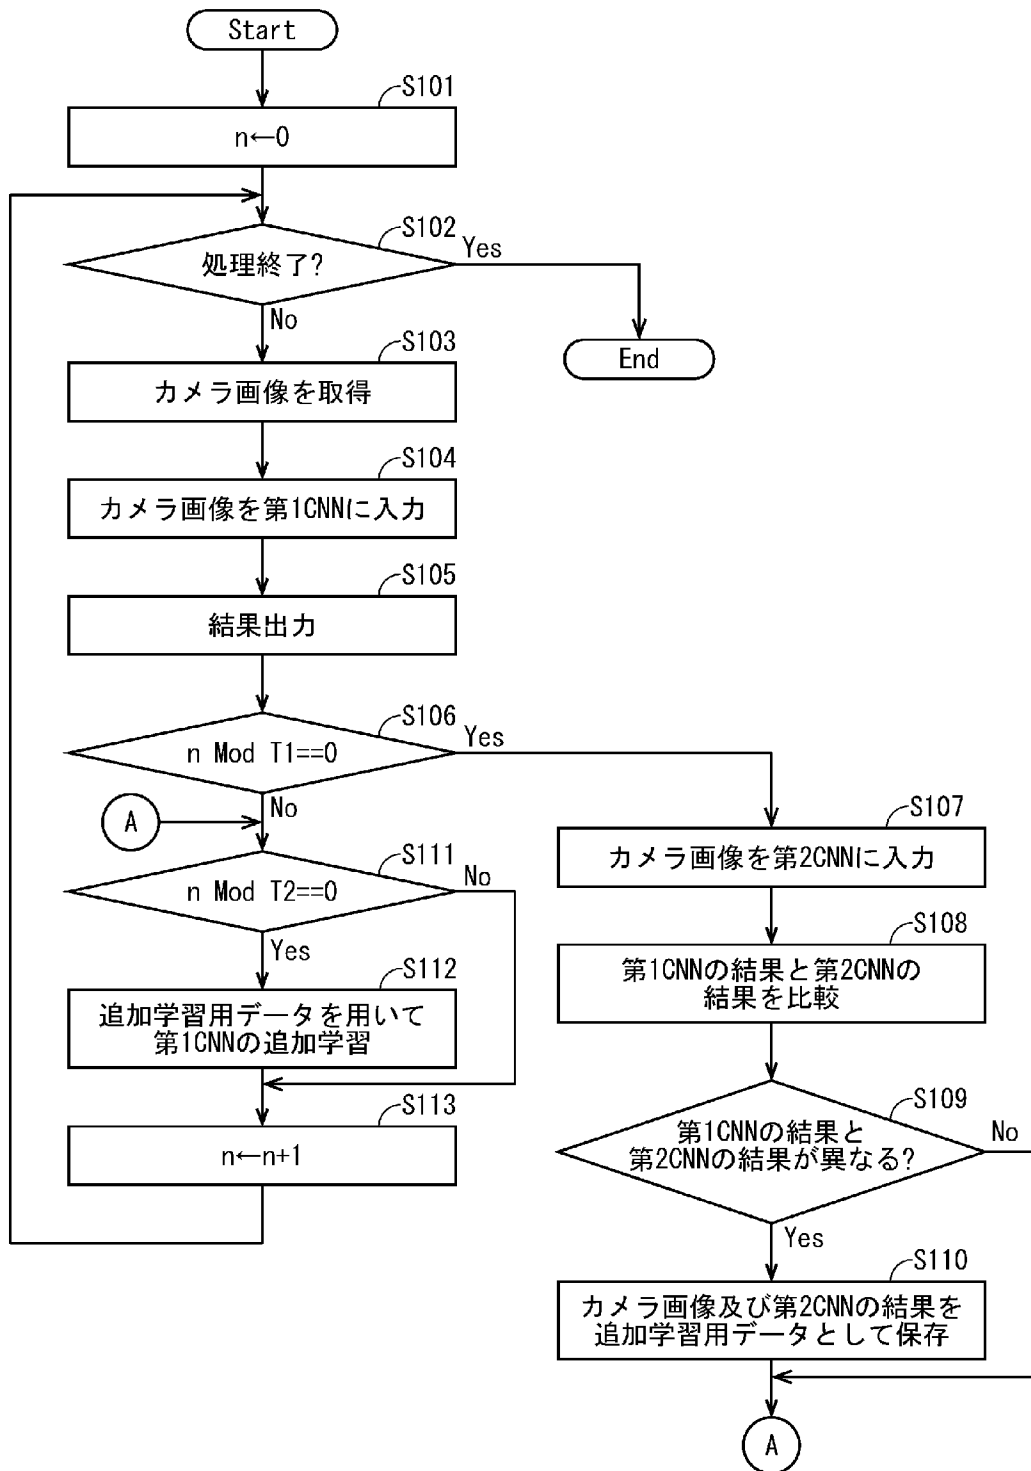 Start
S101
n←0
S102
処理終了?
Yes
No
End
S103
カメラ画像を取得
S104
カメラ画像を第1CNNに入力
S105
結果出力
S106
n Mod T1==0
Yes
No
A
S111
n Mod T2==0
No
Yes
S112
追加学習用データを用いて
第1CNNの追加学習
S113
n←n+1
S107
カメラ画像を第2CNNに入力
S108
第1CNNの結果と第2CNNの
結果を比較
S109
第1CNNの結果と
第2CNNの結果が異なる?
No
Yes
S110
カメラ画像及び第2CNNの結果を
追加学習用データとして保存
A